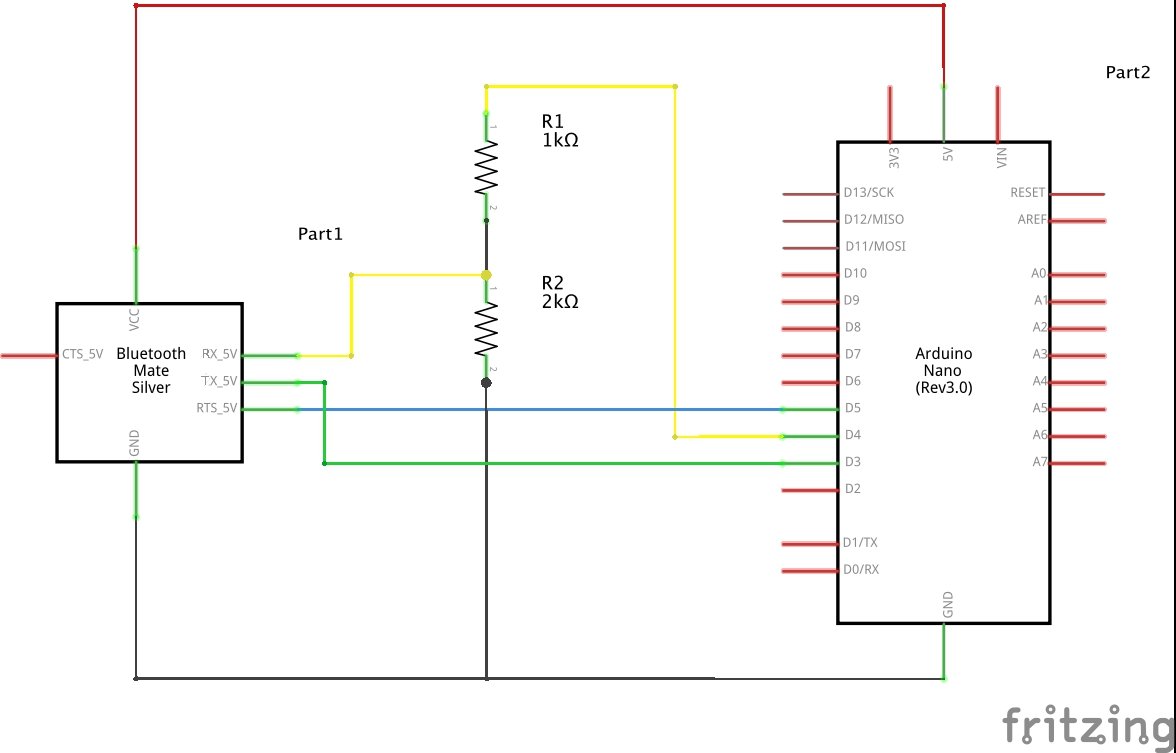 Part2
R1
1kΩ
1
2
3V3
5V
VIN
D13/SCK
RESET
D12/MISO
AREF
D11/MOSI
Part1
D10
A0
R2
2kΩ
1
2
D9
A1
D8
A2
VCC
CTS_5V
Bluetooth
Mate
Silver
RX_5V
TX_5V
RTS_5V
GND
D7
A3
Arduino
Nano
(Rev3.0)
D6
A4
D5
A5
D4
A6
D3
A7
D2
D1/TX
D0/RX
GND
fritzing